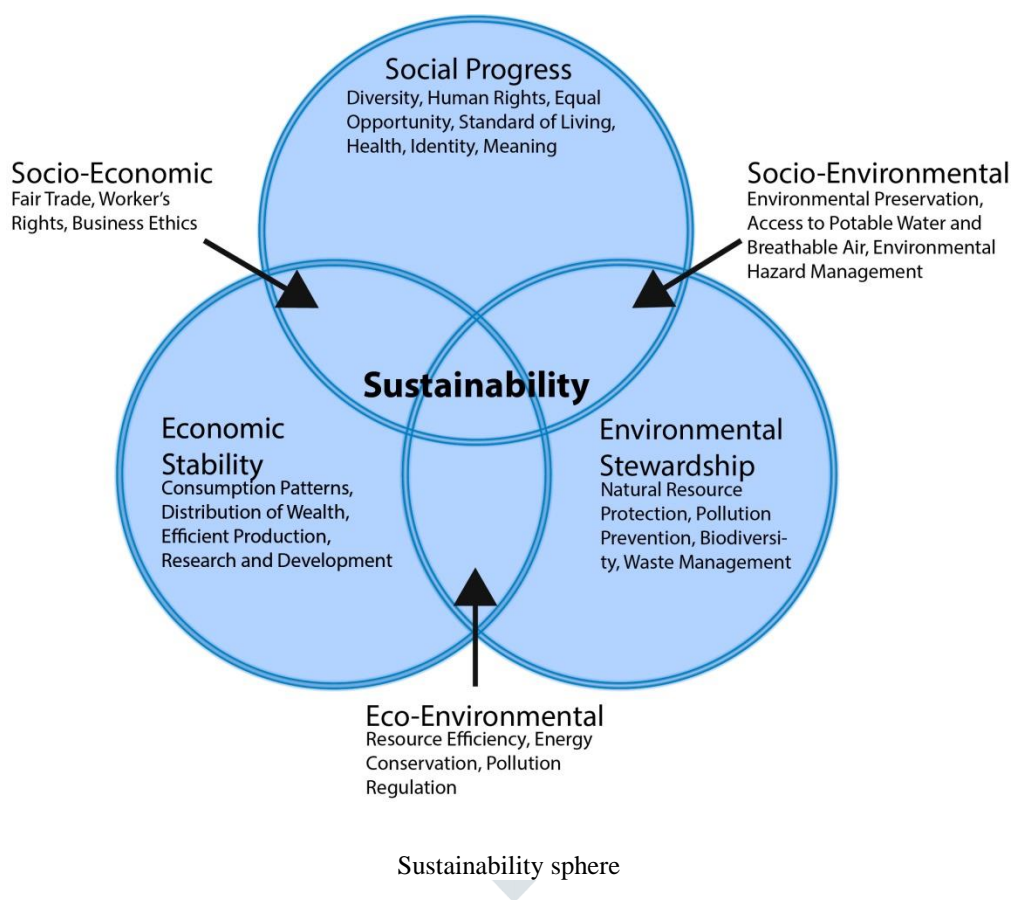 Social Progress
Diversity, Human Rights, Equal
Opportunity, Standard of Living,
Health, Identity, Meaning
Socio-Economic
Fair Trade, Worker's
Rights, Business Ethics
Socio-Environmental
Environmental Preservation,
Access to Potable Water and
Breathable Air, Environmental
Hazard Management
Sustainability
Economic
Stability
Consumption Patterns,
Distribution of Wealth,
Efficient Production,
Research and Development
Environmental
Stewardship
Natural Resource
Protection, Pollution
Prevention, Biodiversi-
ty, Waste Management
Eco-Environmental
Resource Efficiency, Energy
Conservation, Pollution
Regulation
Sustainability sphere